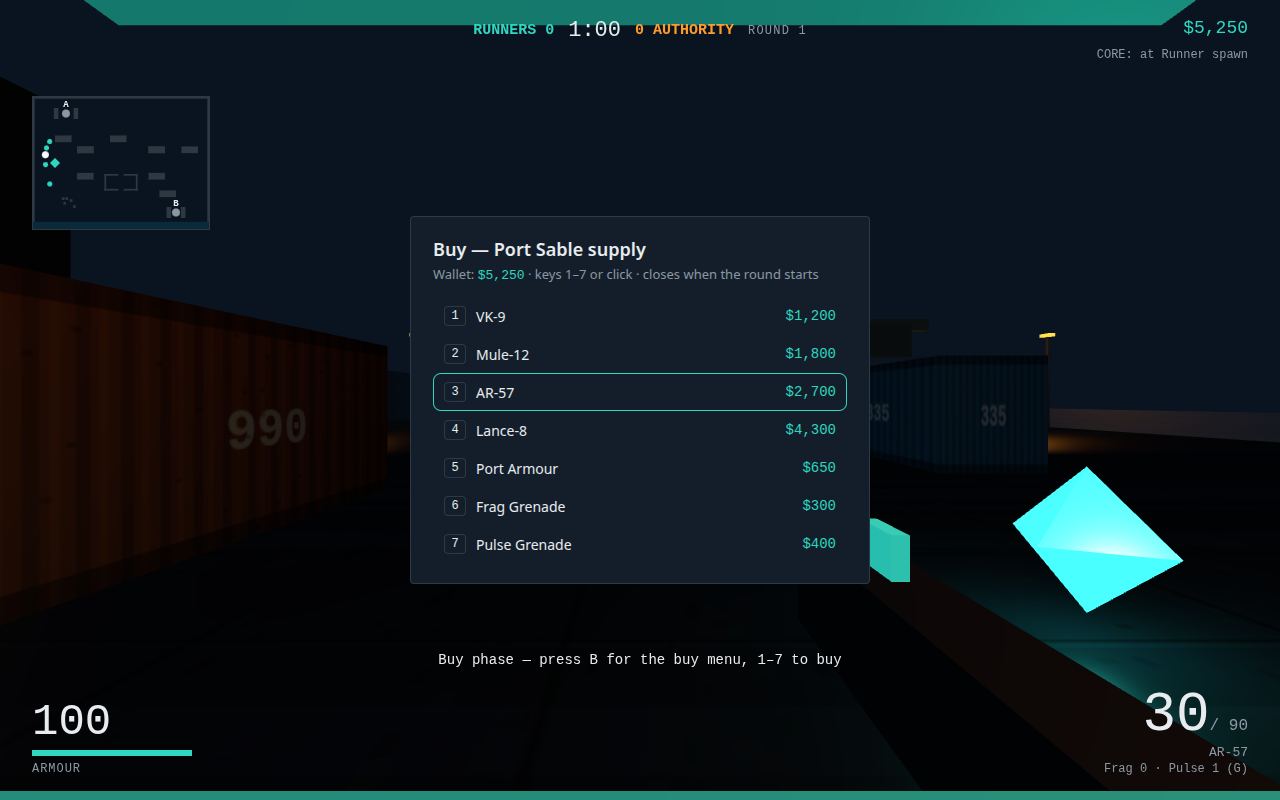 RUNNERS 0 1:00 0 AUTHORITY ROUND 1
$5,250
CORE: at Runner spawn
A
B
990
335
335
Buy — Port Sable supply
Wallet: $5,250 · keys 1–7 or click · closes when the round starts
1 VK-9 $1,200
2 Mule-12 $1,800
3 AR-57 $2,700
4 Lance-8 $4,300
5 Port Armour $650
6 Frag Grenade $300
7 Pulse Grenade $400
Buy phase — press B for the buy menu, 1–7 to buy
100
ARMOUR
30 / 90
AR-57
Frag 0 · Pulse 1 (G)